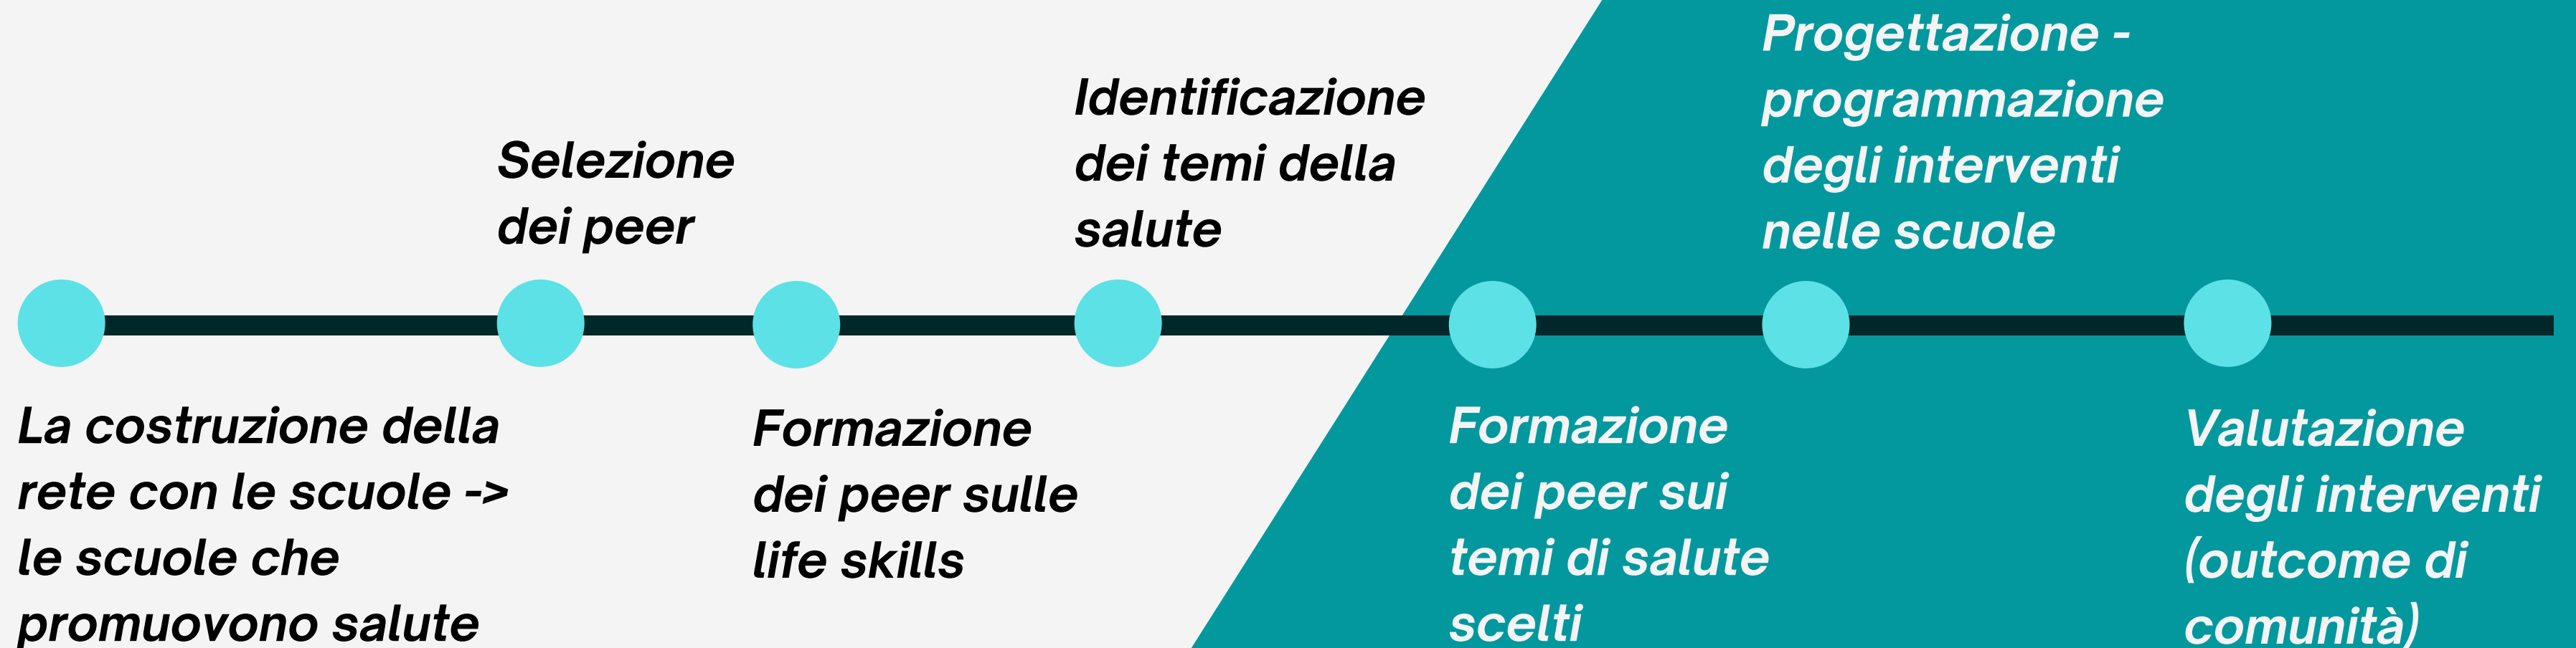 La costruzione della
rete con le scuole ->
le scuole che
promuovono salute
Selezione
dei peer
Formazione
dei peer sulle
life skills
Identificazione
dei temi della
salute
Formazione
dei peer sui
temi di salute
scelti
Progettazione -
programmazione
degli interventi
nelle scuole
Valutazione
degli interventi
(outcome di
comunità)